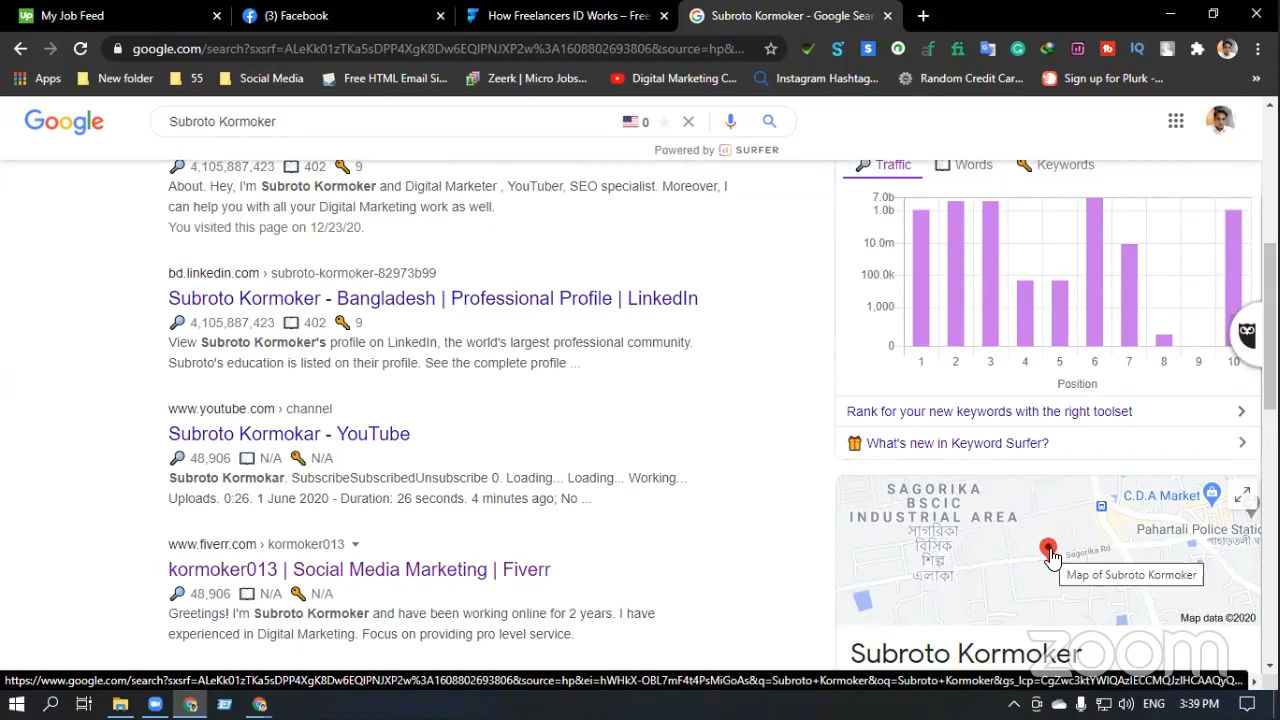 My Job Feed
(3) Facebook
How Freelancers ID Works – Free
Subroto Kormoker - Google Sear
google.com/search?sxsrf=ALeKk01zTKa5sDPP4XgK8Dw6EQIPNJXP2w%3A1608802693806&source=hp&...
Apps
New folder
55
Social Media
Free HTML Email Si...
Zeerk | Micro Jobs...
Digital Marketing C...
Instagram Hashtag...
Random Credit Car...
Sign up for Plurk -...
Google
Subroto Kormoker
0
Powered by SURFER
4,105,887,423 402 9
About. Hey, I'm Subroto Kormoker and Digital Marketer , YouTuber, SEO specialist. Moreover, I
can help you with all your Digital Marketing work as well.
You visited this page on 12/23/20.
bd.linkedin.com › subroto-kormoker-82973b99
Subroto Kormoker - Bangladesh | Professional Profile | LinkedIn
4,105,887,423 402 9
View Subroto Kormoker's profile on LinkedIn, the world's largest professional community.
Subroto's education is listed on their profile. See the complete profile ...
www.youtube.com › channel
Subroto Kormokar - YouTube
48,906 N/A N/A
Subroto Kormokar. SubscribeSubscribedUnsubscribe 0. Loading... Loading... Working...
Uploads. 0:26. 1 June 2020 - Duration: 26 seconds. 4 minutes ago; No ...
www.fiverr.com › kormoker013
kormoker013 | Social Media Marketing | Fiverr
48,906 N/A N/A
Greetings! I'm Subroto Kormoker and have been working online for 2 years. I have
experienced in Digital Marketing. Focus on providing pro level service.
Traffic Words Keywords
7.0b
1.0b
10.0m
100.0k
1,000
0
1 2 3 4 5 6 7 8 9 10
Position
Rank for your new keywords with the right toolset
What's new in Keyword Surfer?
SAGORIKA
BSCIC
INDUSTRIAL AREA
সাগরিকা
বিসিক
শিল্প
এলাকা
C.D.A Market
Pahartali Police Statio
Sagorika Rd
Map of Subroto Kormoker
Map data ©2020
Subroto Kormoker
zoom
https://www.google.com/search?sxsrf=ALeKk01zTKa5sDPP4XgK8Dw6EQIPNJXP2w%3A1608802693806&source=hp&ei=hWHkX-OBL7mF4t4PsMiGoAs&q=Subroto+Kormoker&oq=Subroto+Kormoker&gs_lcp=CgZwc3ktYWIQAzIECCMQJzIHCAAQyQ...
ENG
3:39 PM